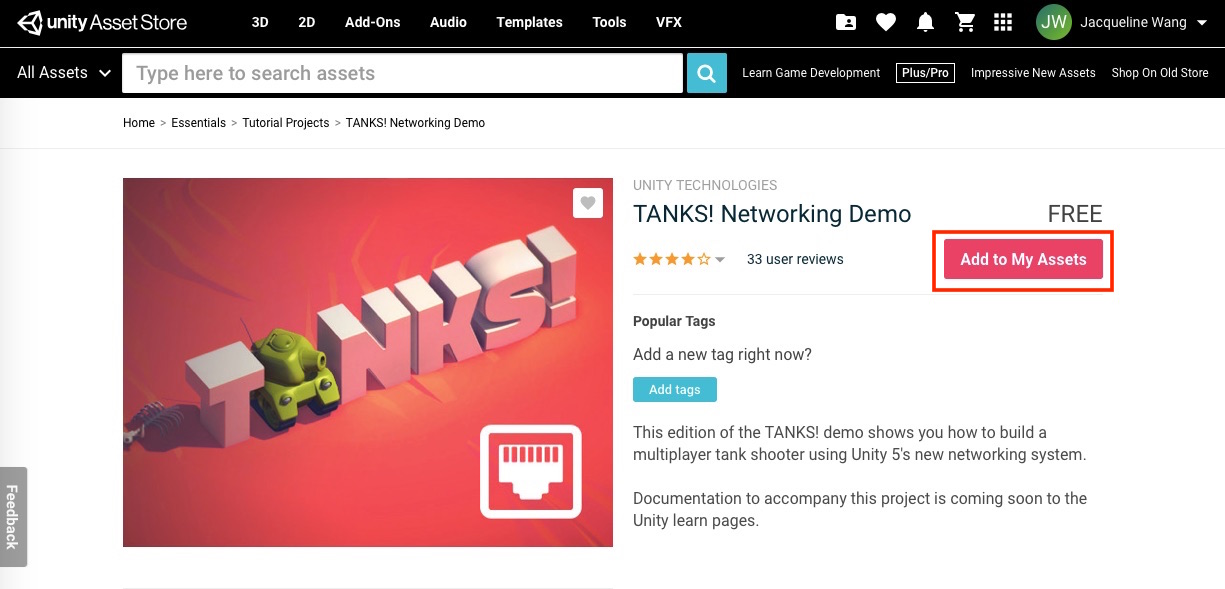 unity Asset Store 3D 2D Add-Ons Audio Templates Tools VFX JW Jacqueline Wang
All Assets Type here to search assets Learn Game Development Plus/Pro Impressive New Assets Shop On Old Store
Home > Essentials > Tutorial Projects > TANKS! Networking Demo
TANKS!
UNITY TECHNOLOGIES
TANKS! Networking Demo FREE
33 user reviews Add to My Assets
Popular Tags
Add a new tag right now?
Add tags
This edition of the TANKS! demo shows you how to build a
multiplayer tank shooter using Unity 5's new networking system.
Documentation to accompany this project is coming soon to the
Unity learn pages.
Feedback